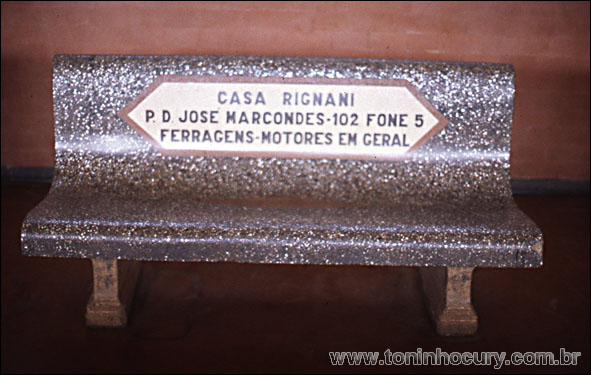 CASA RIGNANI
P. D. JOSE MARCONDES-102 FONE 5
FERRAGENS-MOTORES EM GERAL
www.toninhocury.com.br